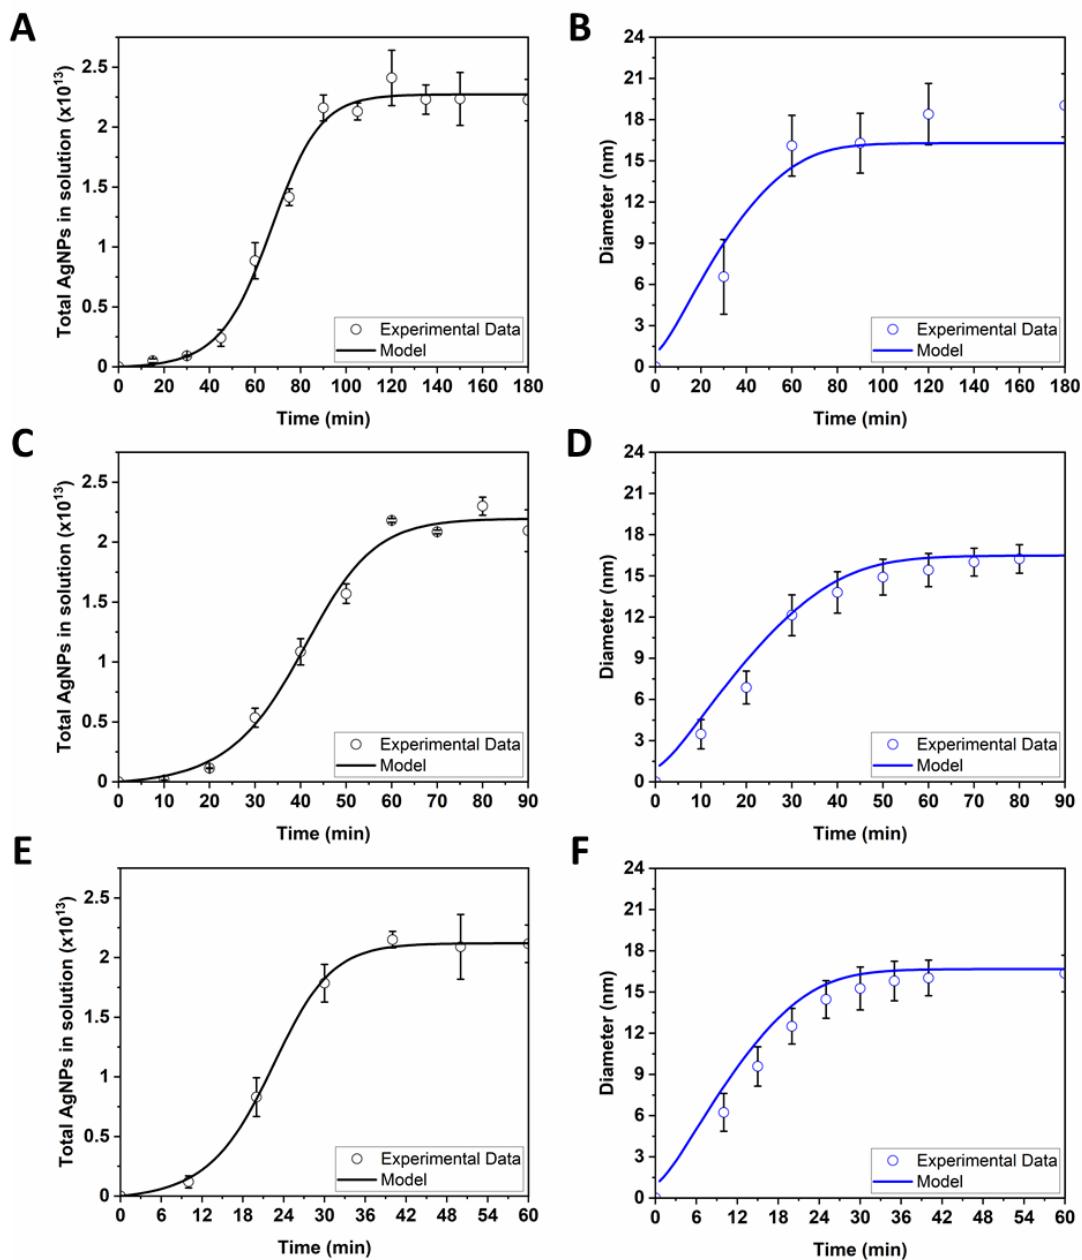 A
Total AgNPs in solution (x10¹³)
2.5
2
1.5
1
0.5
0
0 20 40 60 80 100 120 140 160 180
Time (min)
Experimental Data
Model
B
Diameter (nm)
24
21
18
15
12
9
6
3
0
0 20 40 60 80 100 120 140 160 180
Time (min)
Experimental Data
Model
C
Total AgNPs in solution (x10¹³)
2.5
2
1.5
1
0.5
0
0 10 20 30 40 50 60 70 80 90
Time (min)
Experimental Data
Model
D
Diameter (nm)
24
21
18
15
12
9
6
3
0
0 10 20 30 40 50 60 70 80 90
Time (min)
Experimental Data
Model
E
Total AgNPs in solution (x10¹³)
2.5
2
1.5
1
0.5
0
0 6 12 18 24 30 36 42 48 54 60
Time (min)
Experimental Data
Model
F
Diameter (nm)
24
21
18
15
12
9
6
3
0
0 6 12 18 24 30 36 42 48 54 60
Time (min)
Experimental Data
Model